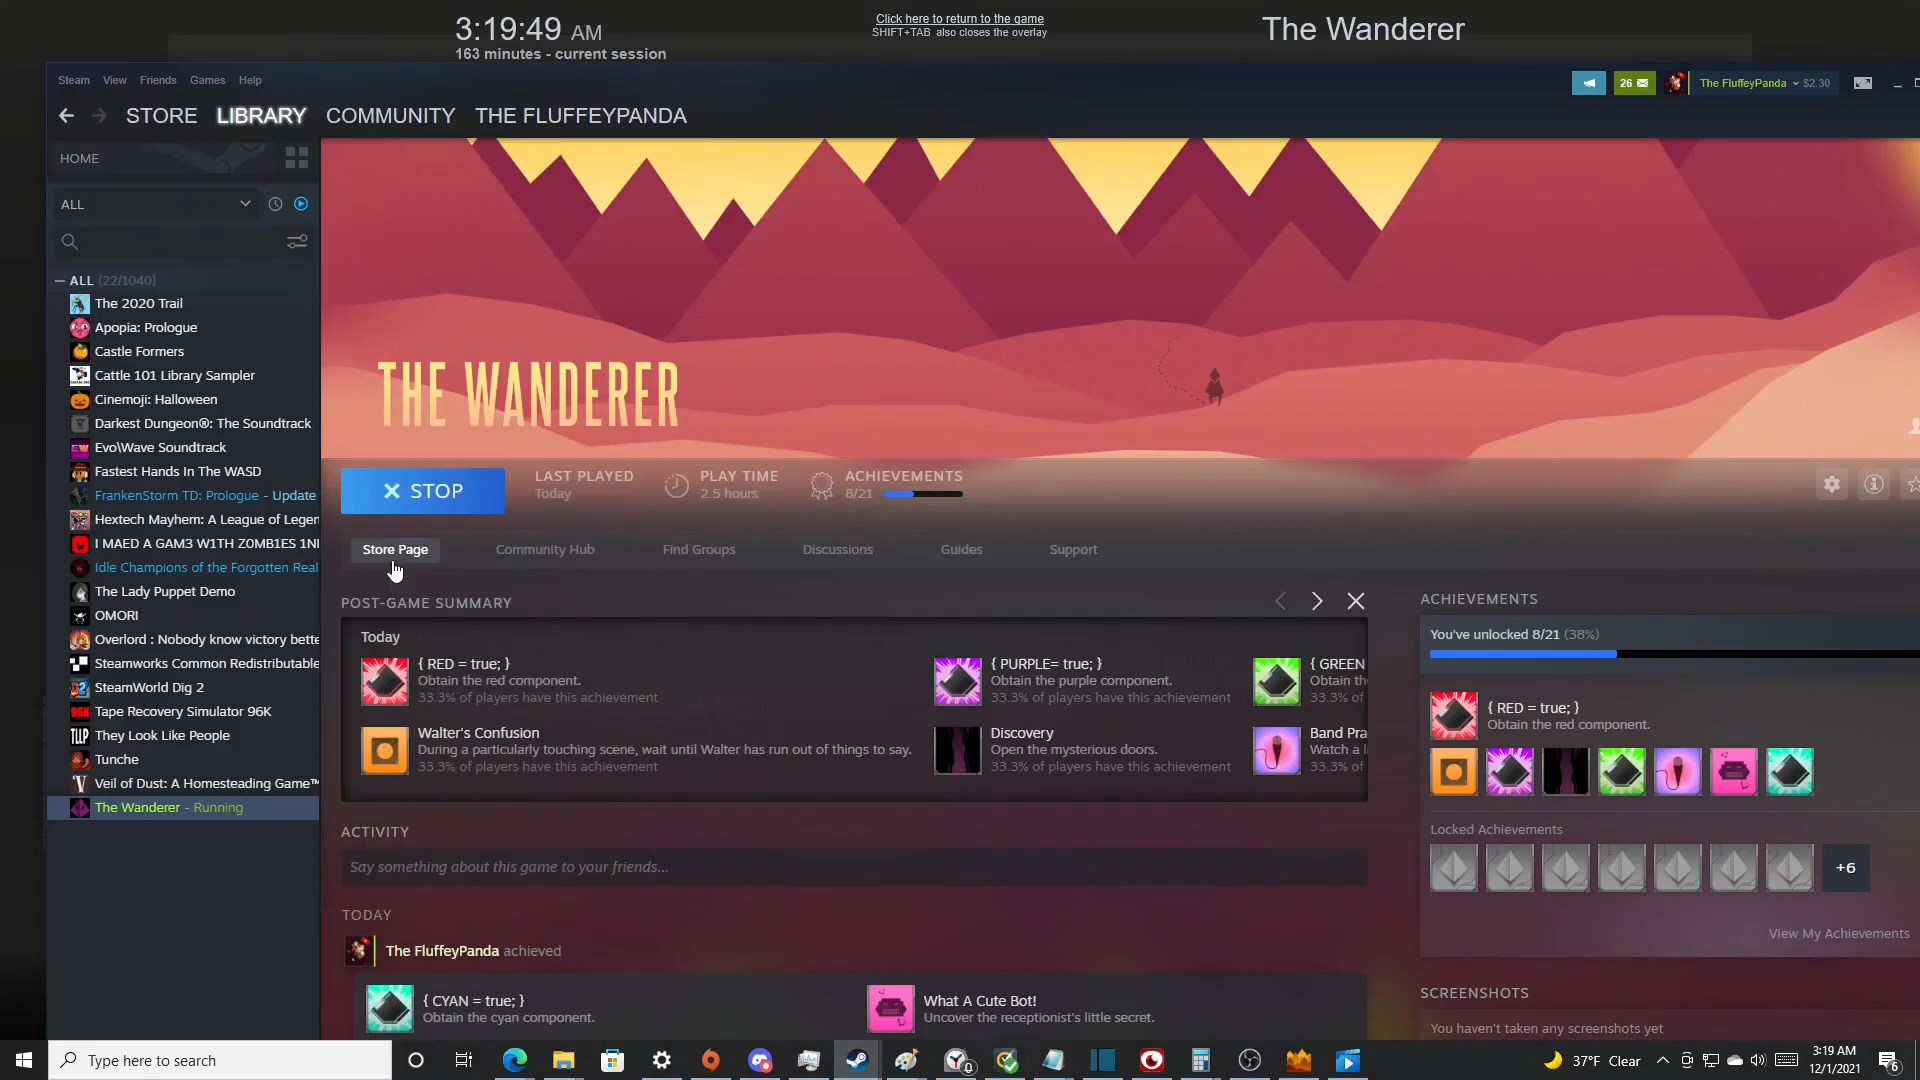 3:19:49 AM
163 minutes - current session
Click here to return to the game
SHIFT+TAB also closes the overlay
The Wanderer
Steam View Friends Games Help
26
The FluffeyPanda $2.30
STORE LIBRARY COMMUNITY THE FLUFFEYPANDA
HOME
ALL
ALL (22/1040)
The 2020 Trail
Apopia: Prologue
Castle Formers
Cattle 101 Library Sampler
Cinemoji: Halloween
Darkest Dungeon®: The Soundtrack
Evo\Wave Soundtrack
Fastest Hands In The WASD
FrankenStorm TD: Prologue - Update
Hextech Mayhem: A League of Legen
I MAED A GAM3 W1TH Z0MB1ES 1NI
Idle Champions of the Forgotten Real
The Lady Puppet Demo
OMORI
Overlord : Nobody know victory bette
Steamworks Common Redistributable
SteamWorld Dig 2
Tape Recovery Simulator 96K
They Look Like People
Tunche
Veil of Dust: A Homesteading Game™
The Wanderer - Running
THE WANDERER
STOP
LAST PLAYED
Today
PLAY TIME
2.5 hours
ACHIEVEMENTS
8/21
Store Page Community Hub Find Groups Discussions Guides Support
POST-GAME SUMMARY
Today
{ RED = true; }
Obtain the red component.
33.3% of players have this achievement
{ PURPLE= true; }
Obtain the purple component.
33.3% of players have this achievement
{ GREEN
Obtain th
33.3% of
Walter's Confusion
During a particularly touching scene, wait until Walter has run out of things to say.
33.3% of players have this achievement
Discovery
Open the mysterious doors.
33.3% of players have this achievement
Band Pra
Watch a l
33.3% of
ACTIVITY
Say something about this game to your friends...
TODAY
The FluffeyPanda achieved
{ CYAN = true; }
Obtain the cyan component.
What A Cute Bot!
Uncover the receptionist's little secret.
ACHIEVEMENTS
You've unlocked 8/21 (38%)
{ RED = true; }
Obtain the red component.
Locked Achievements
+6
View My Achievements
SCREENSHOTS
You haven't taken any screenshots yet
Type here to search
37°F Clear
3:19 AM
12/1/2021
6